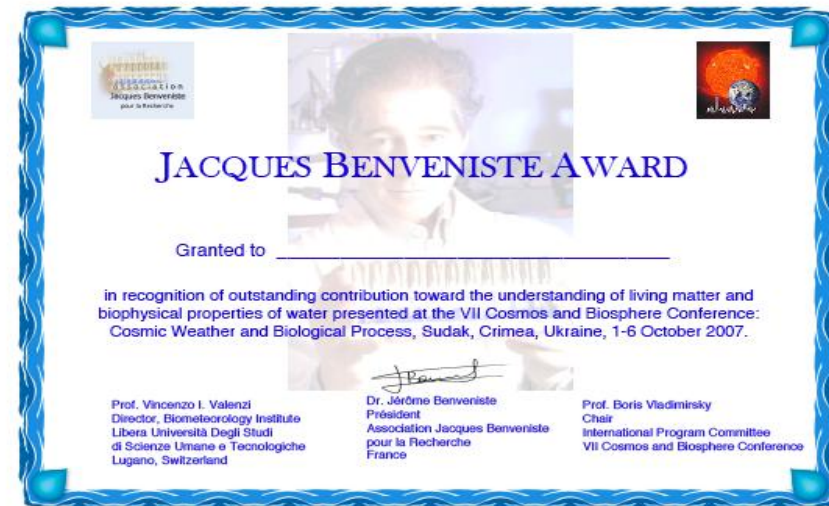 association
Jacques Benveniste
pour la Recherche
JACQUES BENVENISTE AWARD
Granted to ______________________________________
in recognition of outstanding contribution toward the understanding of living matter and
biophysical properties of water presented at the VII Cosmos and Biosphere Conference:
Cosmic Weather and Biological Process, Sudak, Crimea, Ukraine, 1-6 October 2007.
Prof. Vincenzo I. Valenzi
Director, Biometeorology Institute
Libera Università Degli Studi
di Scienze Umane e Tecnologiche
Lugano, Switzerland
Dr. Jérôme Benveniste
Président
Association Jacques Benveniste
pour la Recherche
France
Prof. Boris Vladimirsky
Chair
International Program Committee
VII Cosmos and Biosphere Conference